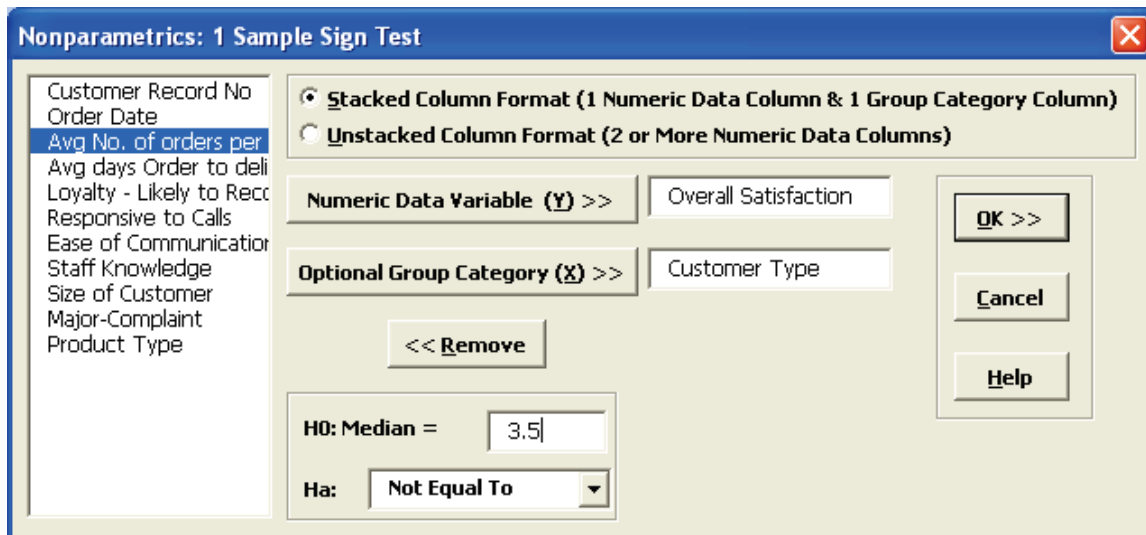 Nonparametrics: 1 Sample Sign Test
Customer Record No
Order Date
Avg No. of orders per
Avg days Order to deli
Loyalty - Likely to Reco
Responsive to Calls
Ease of Communication
Staff Knowledge
Size of Customer
Major-Complaint
Product Type
Stacked Column Format (1 Numeric Data Column & 1 Group Category Column)
Unstacked Column Format (2 or More Numeric Data Columns)
Numeric Data Variable (Y) >>
Overall Satisfaction
Optional Group Category (X) >>
Customer Type
<< Remove
H0: Median =
3.5
Ha:
Not Equal To
OK >>
Cancel
Help